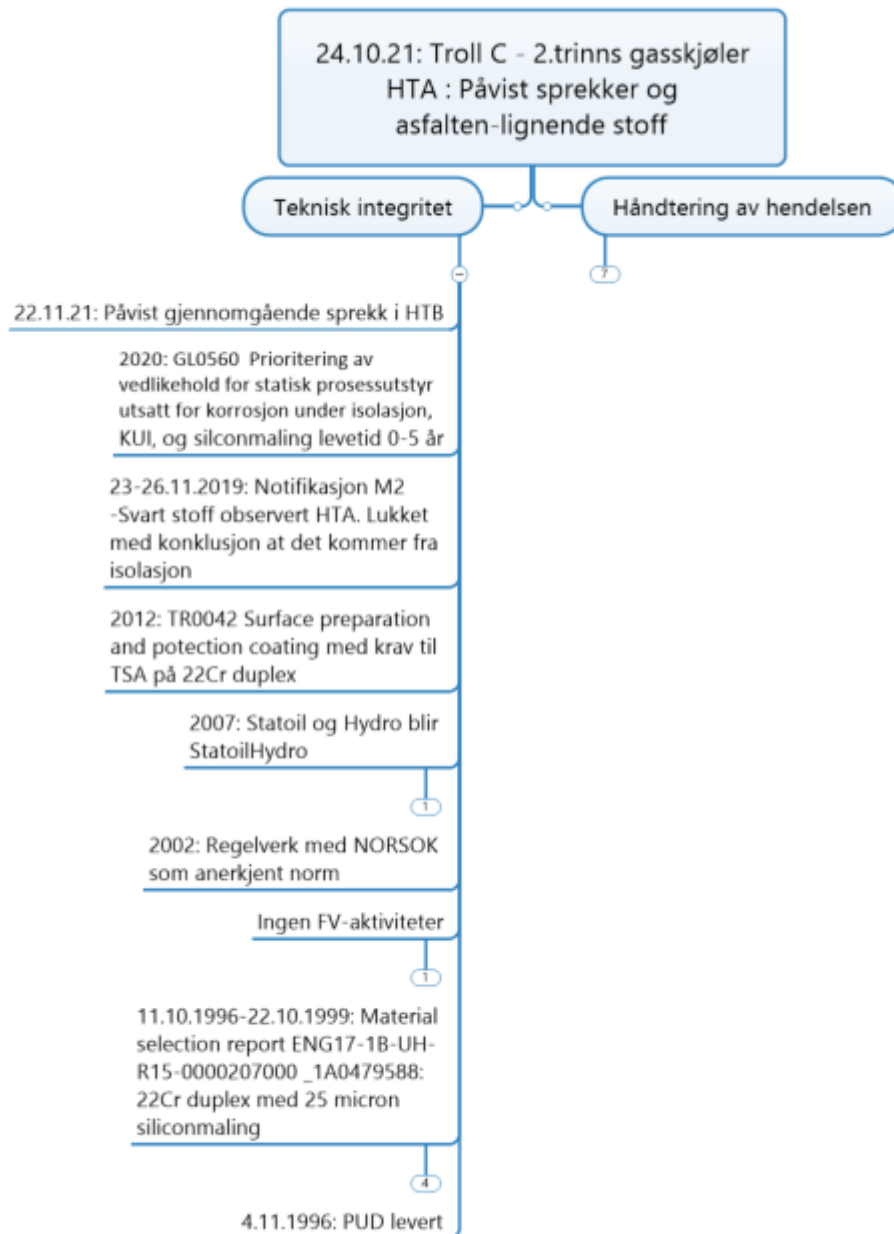 24.10.21: Troll C - 2.trinns gasskjøler
HTA : Påvist sprekker og
asfalten-lignende stoff
Teknisk integritet
Håndtering av hendelsen
7
22.11.21: Påvist gjennomgående sprekk i HTB
2020: GL0560  Prioritering av
vedlikehold for statisk prosessutstyr
utsatt for korrosjon under isolasjon,
KUI, og silconmaling levetid 0-5 år
23-26.11.2019: Notifikasjon M2
-Svart stoff observert HTA. Lukket
med konklusjon at det kommer fra
isolasjon
2012: TR0042 Surface preparation
and potection coating med krav til
TSA på 22Cr duplex
2007: Statoil og Hydro blir
StatoilHydro
1
2002: Regelverk med NORSOK
som anerkjent norm
Ingen FV-aktiviteter
1
11.10.1996-22.10.1999: Material
selection report ENG17-1B-UH-
R15-0000207000 _1A0479588:
22Cr duplex med 25 micron
siliconmaling
4
4.11.1996: PUD levert